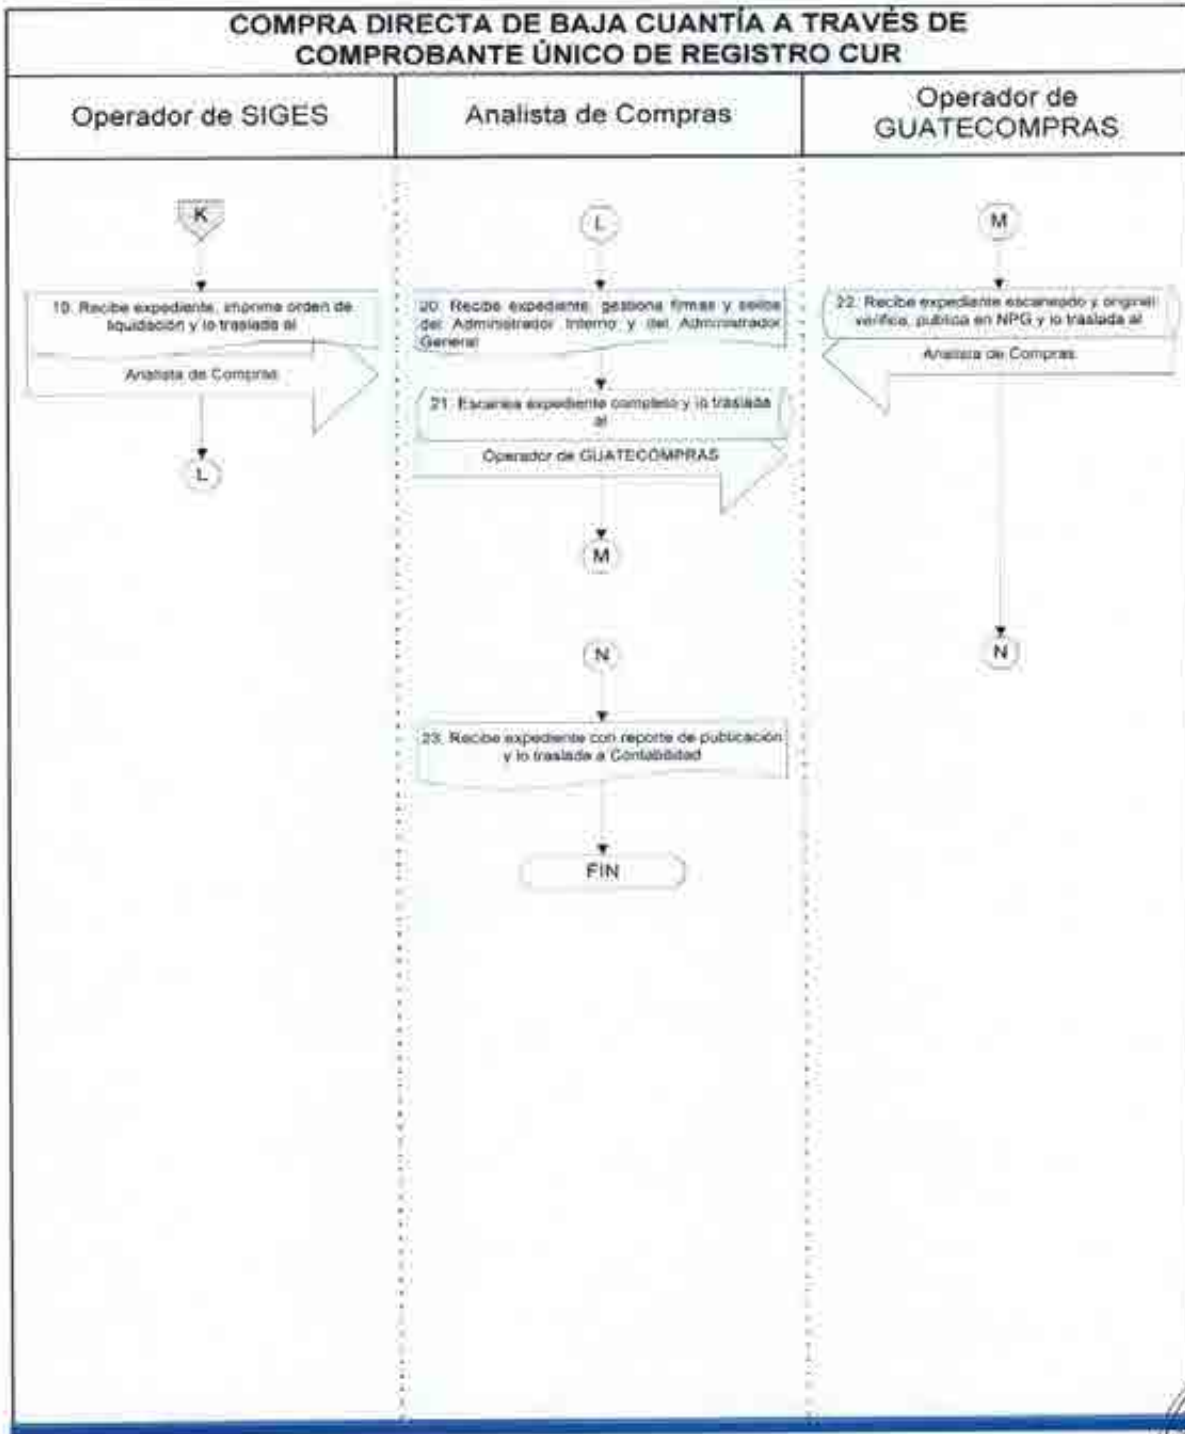 COMPRA DIRECTA DE BAJA CUANTÍA A TRAVÉS DE
COMPROBANTE ÚNICO DE REGISTRO CUR
Operador de SIGES
Analista de Compras
Operador de
GUATECOMPRAS
K
19. Recibe expediente, imprime orden de
liquidación y lo traslada al
Analista de Compras
L
L
20. Recibe expediente, gestiona firmas y sellos
del Administrador Interno y del Administrador
General
21. Escanea expediente completo y lo traslada
al
Operador de GUATECOMPRAS
M
N
23. Recibe expediente con reporte de publicación
y lo traslada a Contabilidad
FIN
M
22. Recibe expediente escaneado y original
verifica, publica en NPG y lo traslada al
Analista de Compras
N